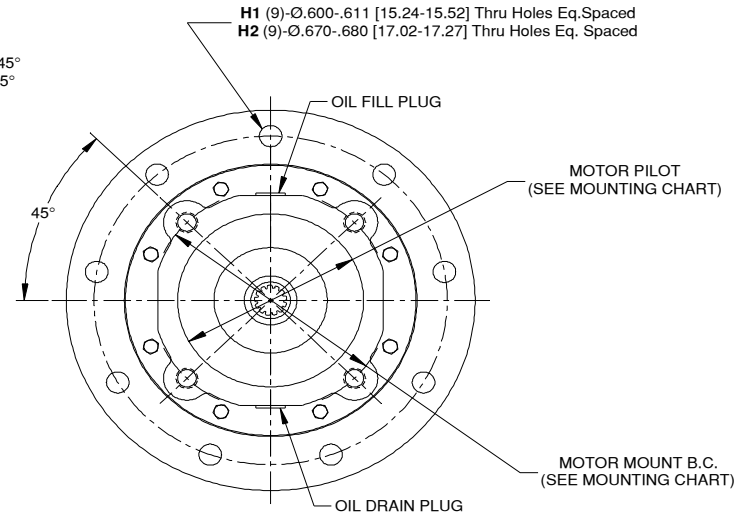 H1 (9)-Ø.600-.611 [15.24-15.52] Thru Holes Eq.Spaced
H2 (9)-Ø.670-.680 [17.02-17.27] Thru Holes Eq. Spaced
45°
5°
OIL FILL PLUG
MOTOR PILOT
(SEE MOUNTING CHART)
45°
MOTOR MOUNT B.C.
(SEE MOUNTING CHART)
OIL DRAIN PLUG